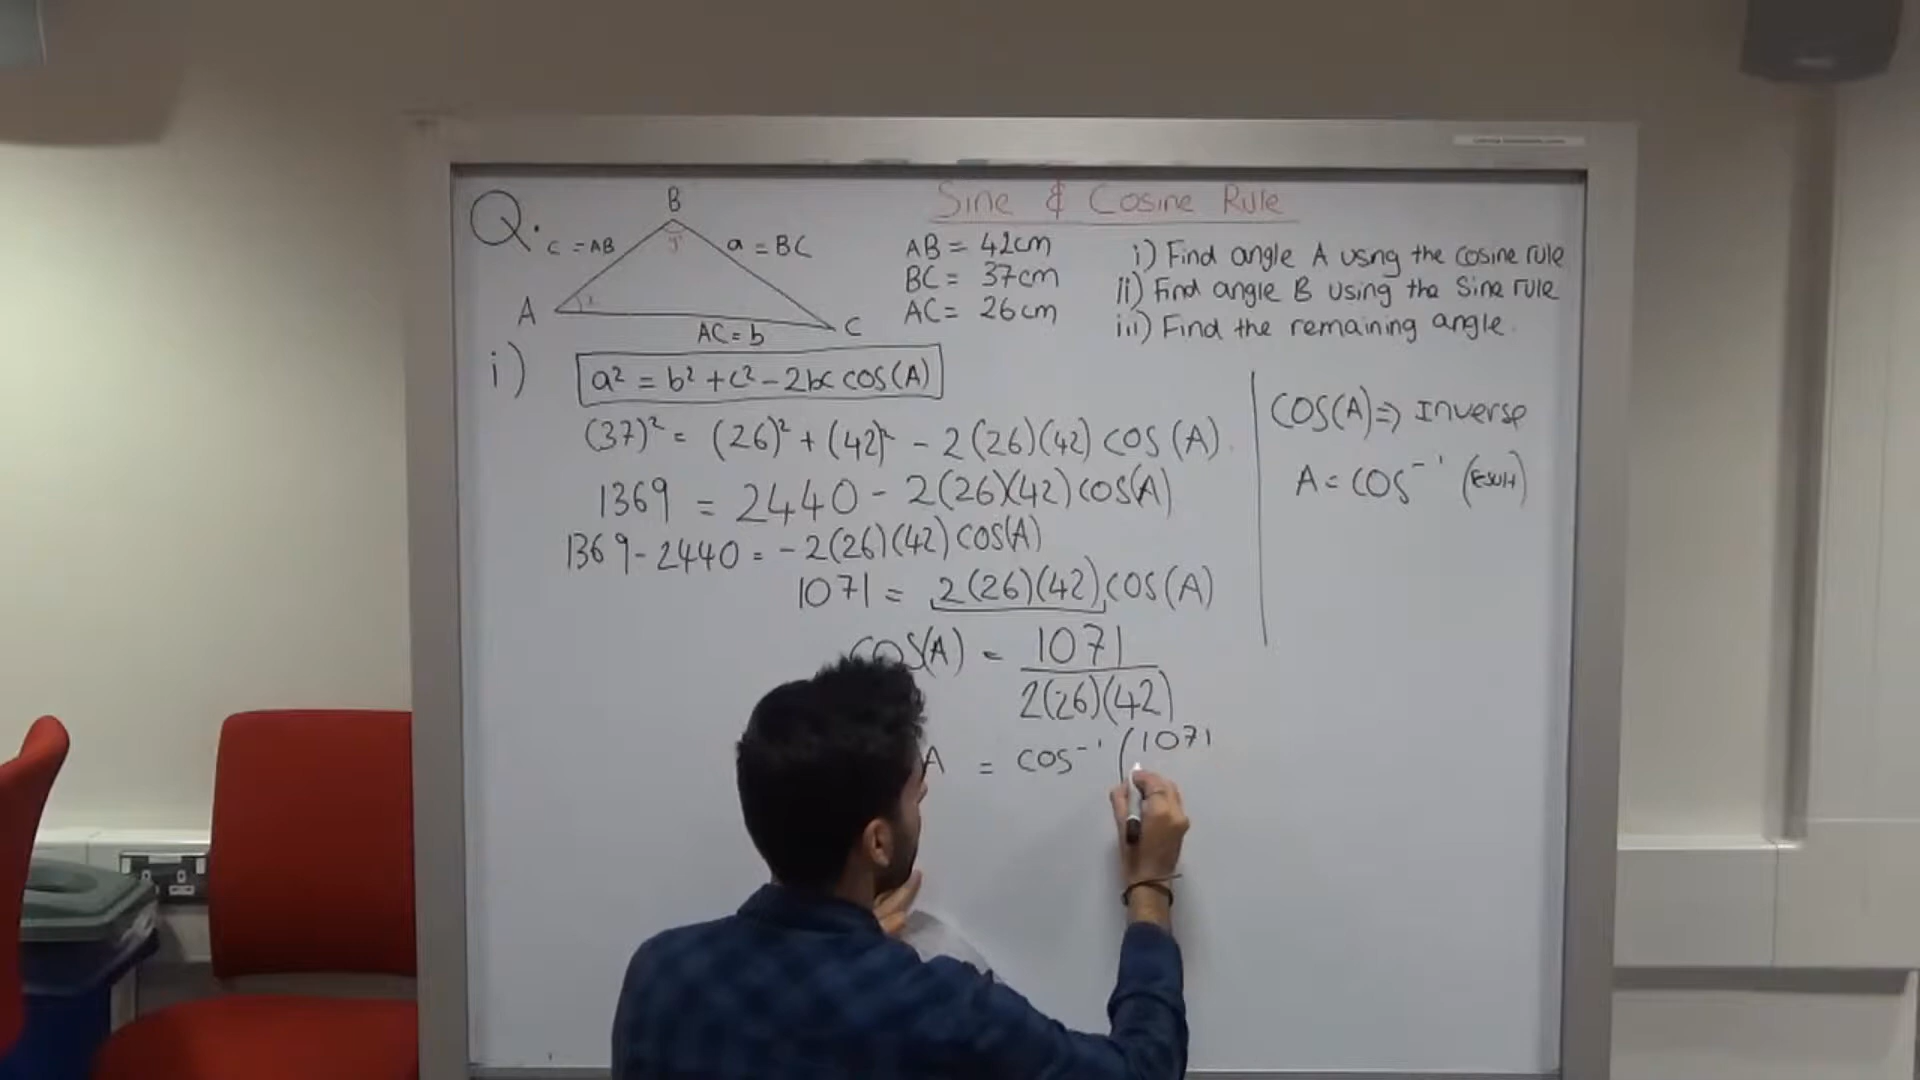 Sine & Cosine Rule
Q.
B
c = AB
a = BC
A
C
AC = b
AB = 42cm
BC = 37cm
AC = 26cm
i) Find angle A using the cosine rule
ii) Find angle B using the Sine rule
iii) Find the remaining angle.
i)
a² = b² + c² - 2bc cos(A)
(37)² = (26)² + (42)² - 2(26)(42) cos(A)
1369 = 2440 - 2(26)(42)cos(A)
1369 - 2440 = - 2(26)(42) cos(A)
1071 = 2(26)(42) cos(A)
cos(A) = 1071
2(26)(42)
A = cos⁻¹ (1071
cos(A) => Inverse
A = cos⁻¹